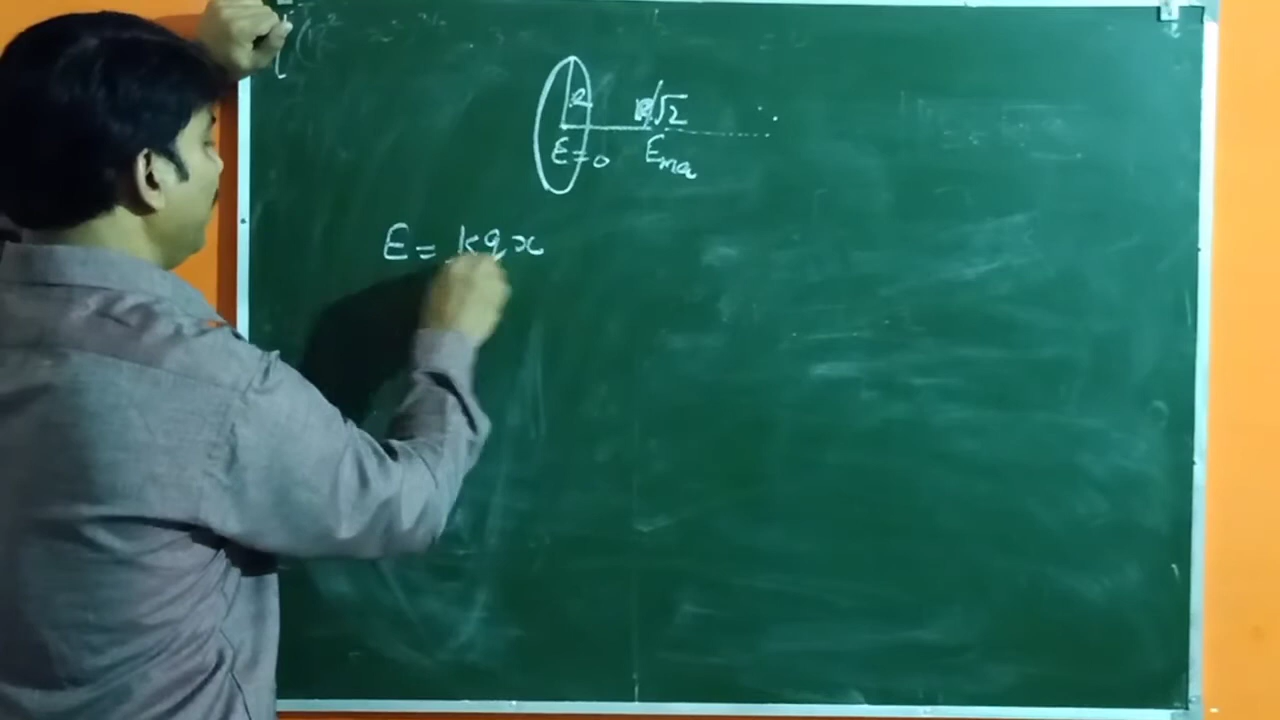 R R/√2
E=0 Ema
E = kqx